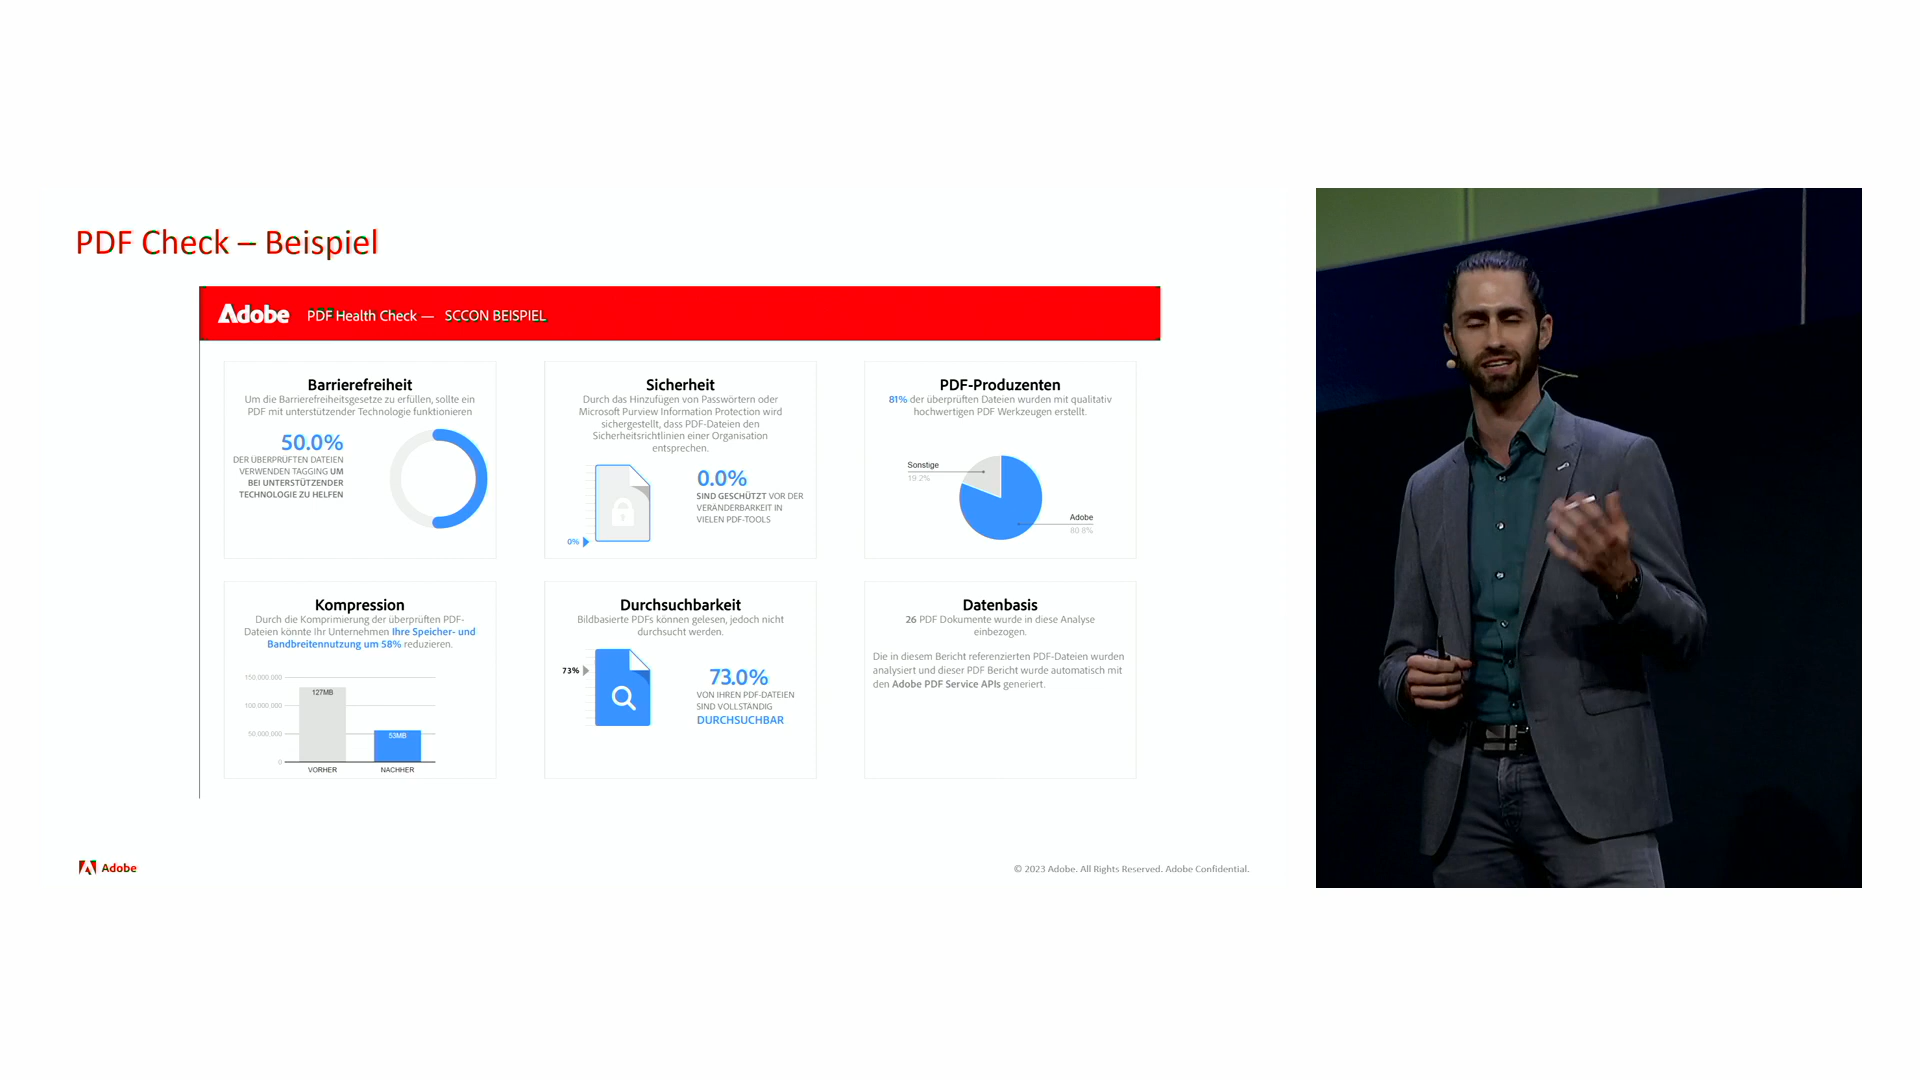 PDF Check – Beispiel
Adobe PDF Health Check — SCCON BEISPIEL
Barrierefreiheit
Um die Barrierefreiheitsgesetze zu erfüllen, sollte ein
PDF mit unterstützender Technologie funktionieren
50.0%
DER ÜBERPRÜFTEN DATEIEN
VERWENDEN TAGGING UM
BEI UNTERSTÜTZENDER
TECHNOLOGIE ZU HELFEN
Sicherheit
Durch das Hinzufügen von Passwörtern oder
Microsoft Purview Information Protection wird
sichergestellt, dass PDF-Dateien den
Sicherheitsrichtlinien einer Organisation
entsprechen.
0.0%
SIND GESCHÜTZT VOR DER
VERÄNDERBARKEIT IN
VIELEN PDF-TOOLS
0%
PDF-Produzenten
81% der überprüften Dateien wurden mit qualitativ
hochwertigen PDF Werkzeugen erstellt.
Sonstige
19.2%
Adobe
80.8%
Kompression
Durch die Komprimierung der überprüften PDF-
Dateien könnte Ihr Unternehmen Ihre Speicher- und
Bandbreitennutzung um 58% reduzieren.
150.000.000
127MB
100.000.000
50.000.000
53MB
0
VORHER NACHHER
Durchsuchbarkeit
Bildbasierte PDFs können gelesen, jedoch nicht
durchsucht werden.
73%
73.0%
VON IHREN PDF-DATEIEN
SIND VOLLSTÄNDIG
DURCHSUCHBAR
Datenbasis
26 PDF Dokumente wurde in diese Analyse
einbezogen.
Die in diesem Bericht referenzierten PDF-Dateien wurden
analysiert und dieser PDF Bericht wurde automatisch mit
den Adobe PDF Service APIs generiert.
Adobe
© 2023 Adobe. All Rights Reserved. Adobe Confidential.